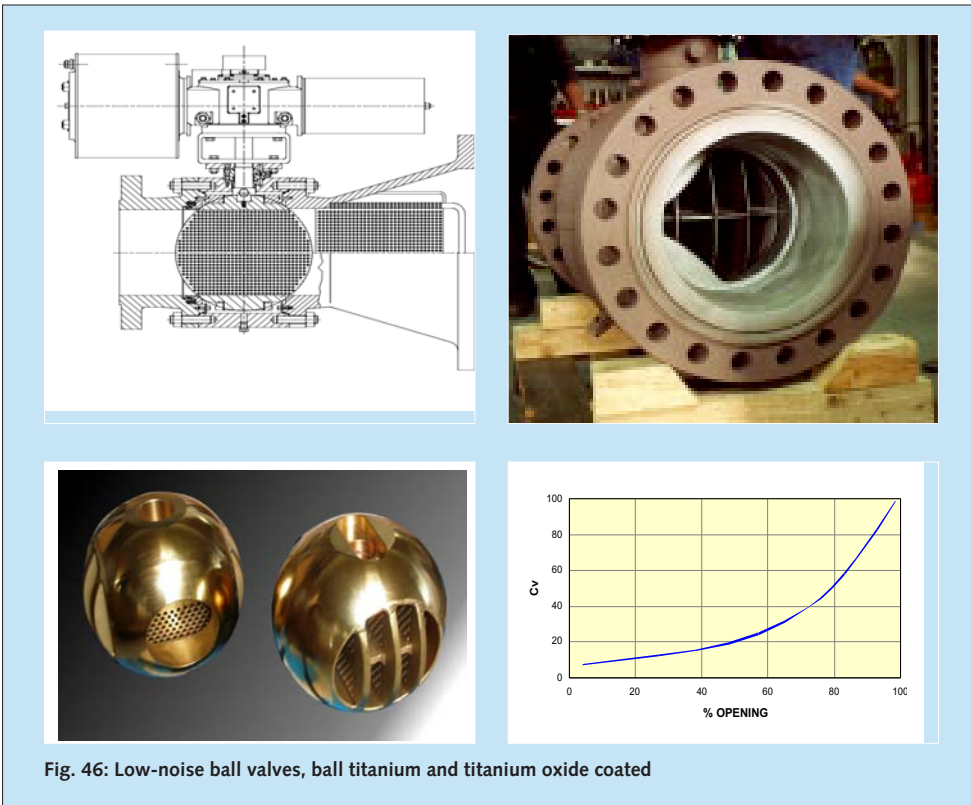 100
80
60
40
20
0
Cv
0 20 40 60 80 100
% OPENING
Fig. 46: Low-noise ball valves, ball titanium and titanium oxide coated